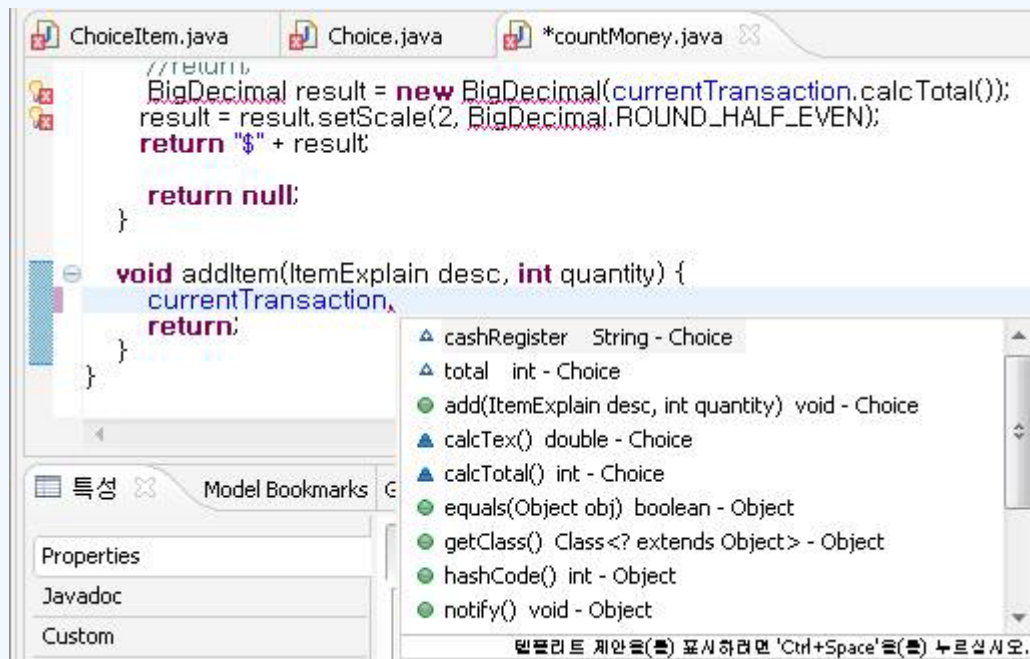 ChoiceItem.java
Choice.java
*countMoney.java
//return;
BigDecimal result = new BigDecimal(currentTransaction.calcTotal());
result = result.setScale(2, BigDecimal.ROUND_HALF_EVEN);
return "$" + result;
return null;
}
void addItem(ItemExplain desc, int quantity) {
currentTransaction.
return;
}
}
cashRegister String - Choice
total int - Choice
add(ItemExplain desc, int quantity) void - Choice
calcTex() double - Choice
calcTotal() int - Choice
equals(Object obj) boolean - Object
getClass() Class<? extends Object> - Object
hashCode() int - Object
notify() void - Object
템플리트 제안을(를) 표시하려면 'Ctrl+Space'을(를) 누르십시오.
특성
Model Bookmarks
Properties
Javadoc
Custom